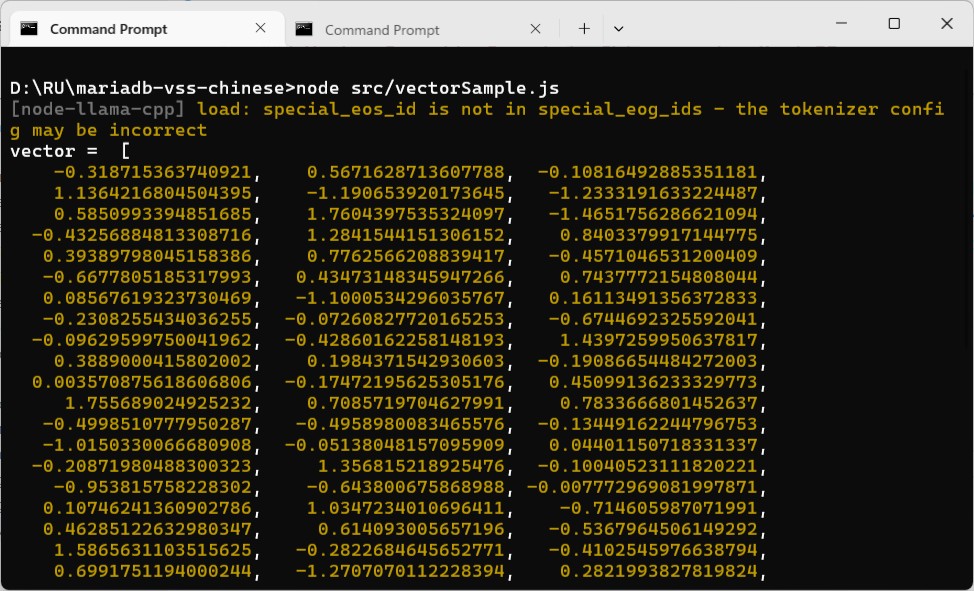 Command Prompt
Command Prompt
D:\RU\mariadb-vss-chinese>node src/vectorSample.js
[node-llama-cpp] load: special_eos_id is not in special_eog_ids - the tokenizer confi
g may be incorrect
vector =  [
-0.318715363740921, 0.5671628713607788, -0.10816492885351181,
1.1364216804504395, -1.190653920173645, -1.2333191633224487,
0.5850993394851685, 1.7604397535324097, -1.4651756286621094,
-0.43256884813308716, 1.2841544151306152, 0.8403379917144775,
0.39389798045158386, 0.7762566208839417, -0.4571046531200409,
-0.6677805185317993, 0.43473148345947266, 0.7437772154808044,
0.08567619323730469, -1.10005342960357​67, 0.16113491356372833,
-0.2308255434036255, -0.07260827720165253, -0.6744692325592041,
-0.09629599750041962, -0.42860162258148193, 1.4397259950637817,
0.3889000415802002, 0.1984371542930603, -0.19086654484272003,
0.003570875618606806, -0.17472195625305176, 0.45099136233329773,
1.755689024925232, 0.7085719704627991, 0.7833666801452637,
-0.4998510777950287, -0.4958980083465576, -0.13449162244796753,
-1.0150330066680908, -0.051380481570959​09, 0.04401150718331337,
-0.20871980488300323, 1.356815218925476, -0.10040523111820221,
-0.953815758228302, -0.643800675868988, -0.007772969081997871,
0.10746241360902786, 1.0347234010696411, -0.714605987071991,
0.46285122632980347, 0.614093005657196, -0.5367964506149292,
1.5865631103515625, -0.2822684645652771, -0.4102545976638794,
0.6991751194000244, -1.2707070112228394, 0.2821993827819824,